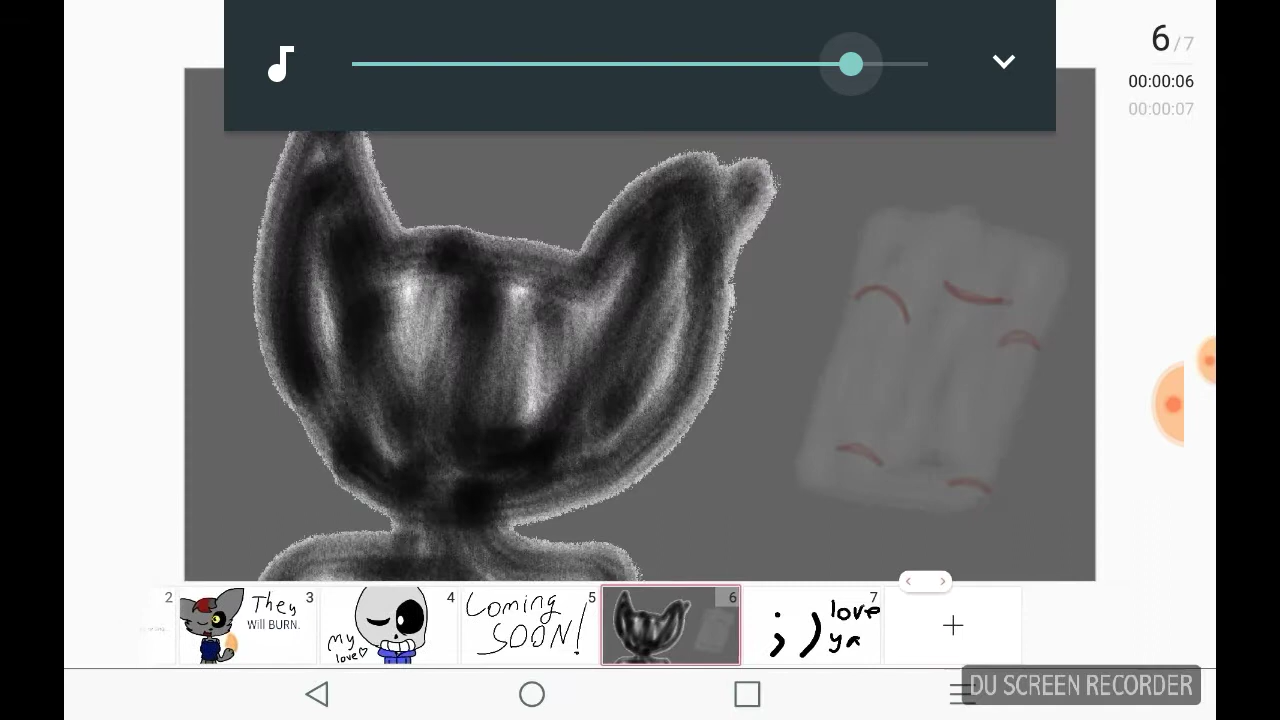 6 / 7
00:00:06
00:00:07
2
3
They
Will BURN.
4
my
love
5
Coming
SOON!
6
7
; )
love
ya
DU SCREEN RECORDER